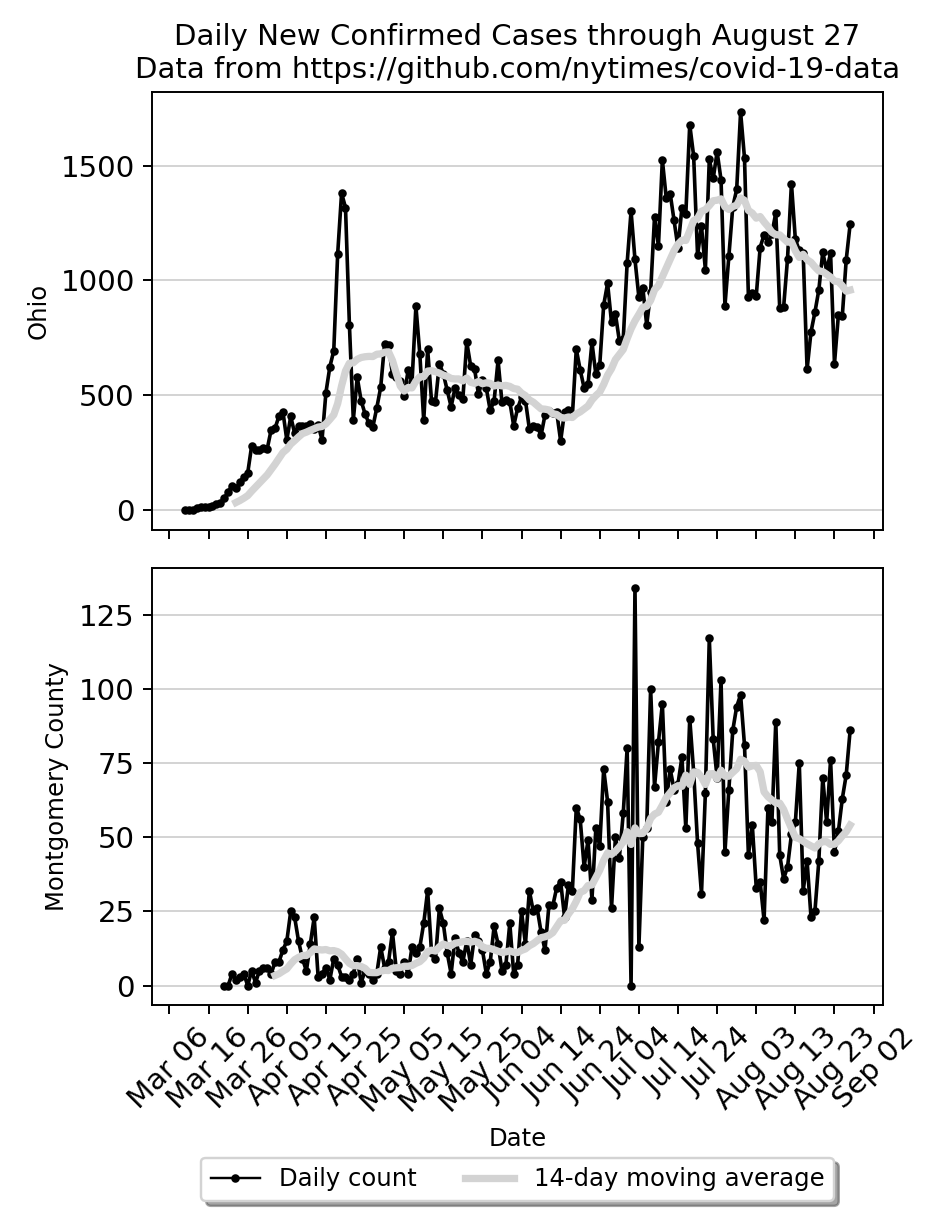 Daily New Confirmed Cases through August 27
Data from https://github.com/nytimes/covid-19-data
1500
1000
500
0
Ohio
125
100
75
50
25
0
Montgomery County
Mar 06
Mar 16
Mar 26
Apr 05
Apr 15
Apr 25
May 05
May 15
May 25
Jun 04
Jun 14
Jun 24
Jul 04
Jul 14
Jul 24
Aug 03
Aug 13
Aug 23
Sep 02
Date
Daily count
14-day moving average